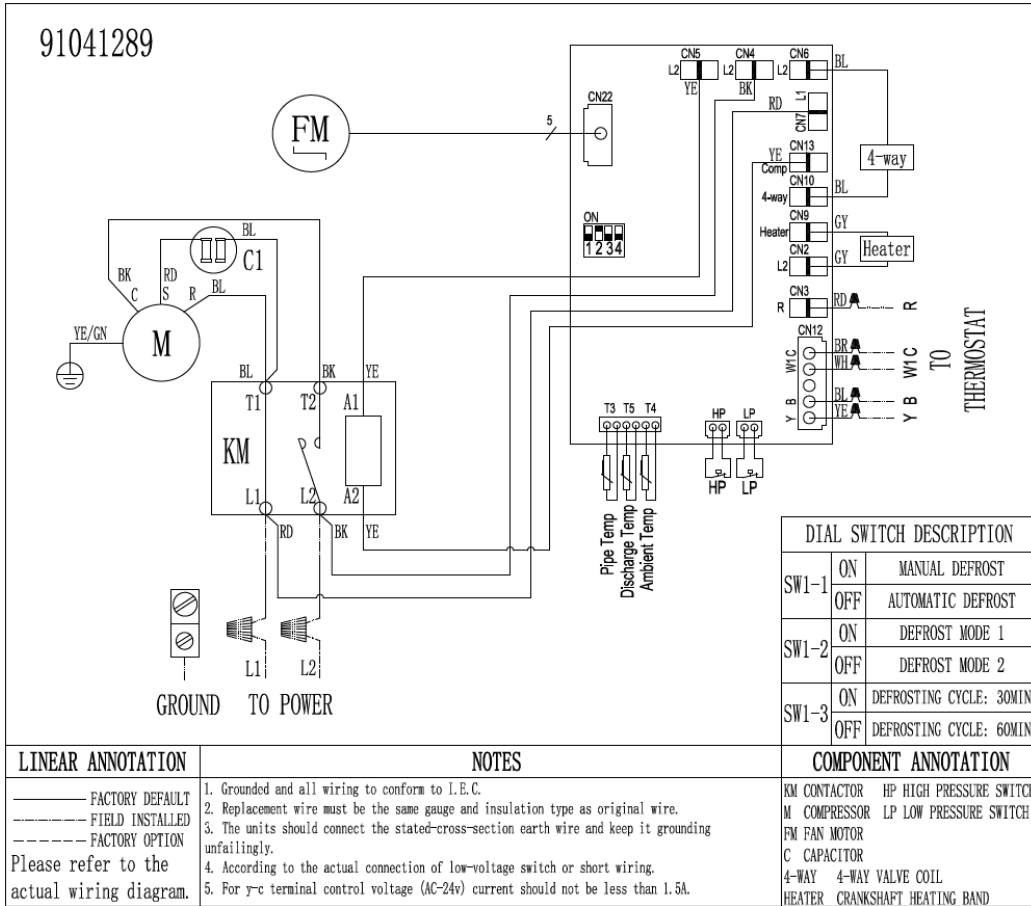 91041289
FM
5
CN22
CN5
L2
YE
CN4
L2
BK
CN6
L2
BL
RD
L1
CN7
YE
CN13
Comp
4-way
CN10
4-way
BL
CN9
Heater
GY
Heater
CN2
L2
GY
CN3
R
RD
R
CN12
W1C
BR
WH
W1C
B
BL
B
Y
YE
Y
TO
THERMOSTAT
ON
1 2 3 4
BL
C1
BK
C
RD
S
R
BL
YE/GN
M
BL
T1
BK
T2
YE
A1
KM
L1
L2
A2
RD
BK
YE
T3 T5 T4
HP LP
HP LP
Pipe Temp
Discharge Temp
Ambient Temp
L1
L2
GROUND TO POWER
DIAL SWITCH DESCRIPTION
SW1-1
ON MANUAL DEFROST
OFF AUTOMATIC DEFROST
SW1-2
ON DEFROST MODE 1
OFF DEFROST MODE 2
SW1-3
ON DEFROSTING CYCLE: 30MIN
OFF DEFROSTING CYCLE: 60MIN
LINEAR ANNOTATION
FACTORY DEFAULT
FIELD INSTALLED
FACTORY OPTION
Please refer to the
actual wiring diagram.
NOTES
1. Grounded and all wiring to conform to I.E.C.
2. Replacement wire must be the same gauge and insulation type as original wire.
3. The units should connect the stated-cross-section earth wire and keep it grounding
unfailingly.
4. According to the actual connection of low-voltage switch or short wiring.
5. For y-c terminal control voltage (AC-24v) current should not be less than 1.5A.
COMPONENT ANNOTATION
KM CONTACTOR HP HIGH PRESSURE SWITCH
M COMPRESSOR LP LOW PRESSURE SWITCH
FM FAN MOTOR
C CAPACITOR
4-WAY 4-WAY VALVE COIL
HEATER CRANKSHAFT HEATING BAND